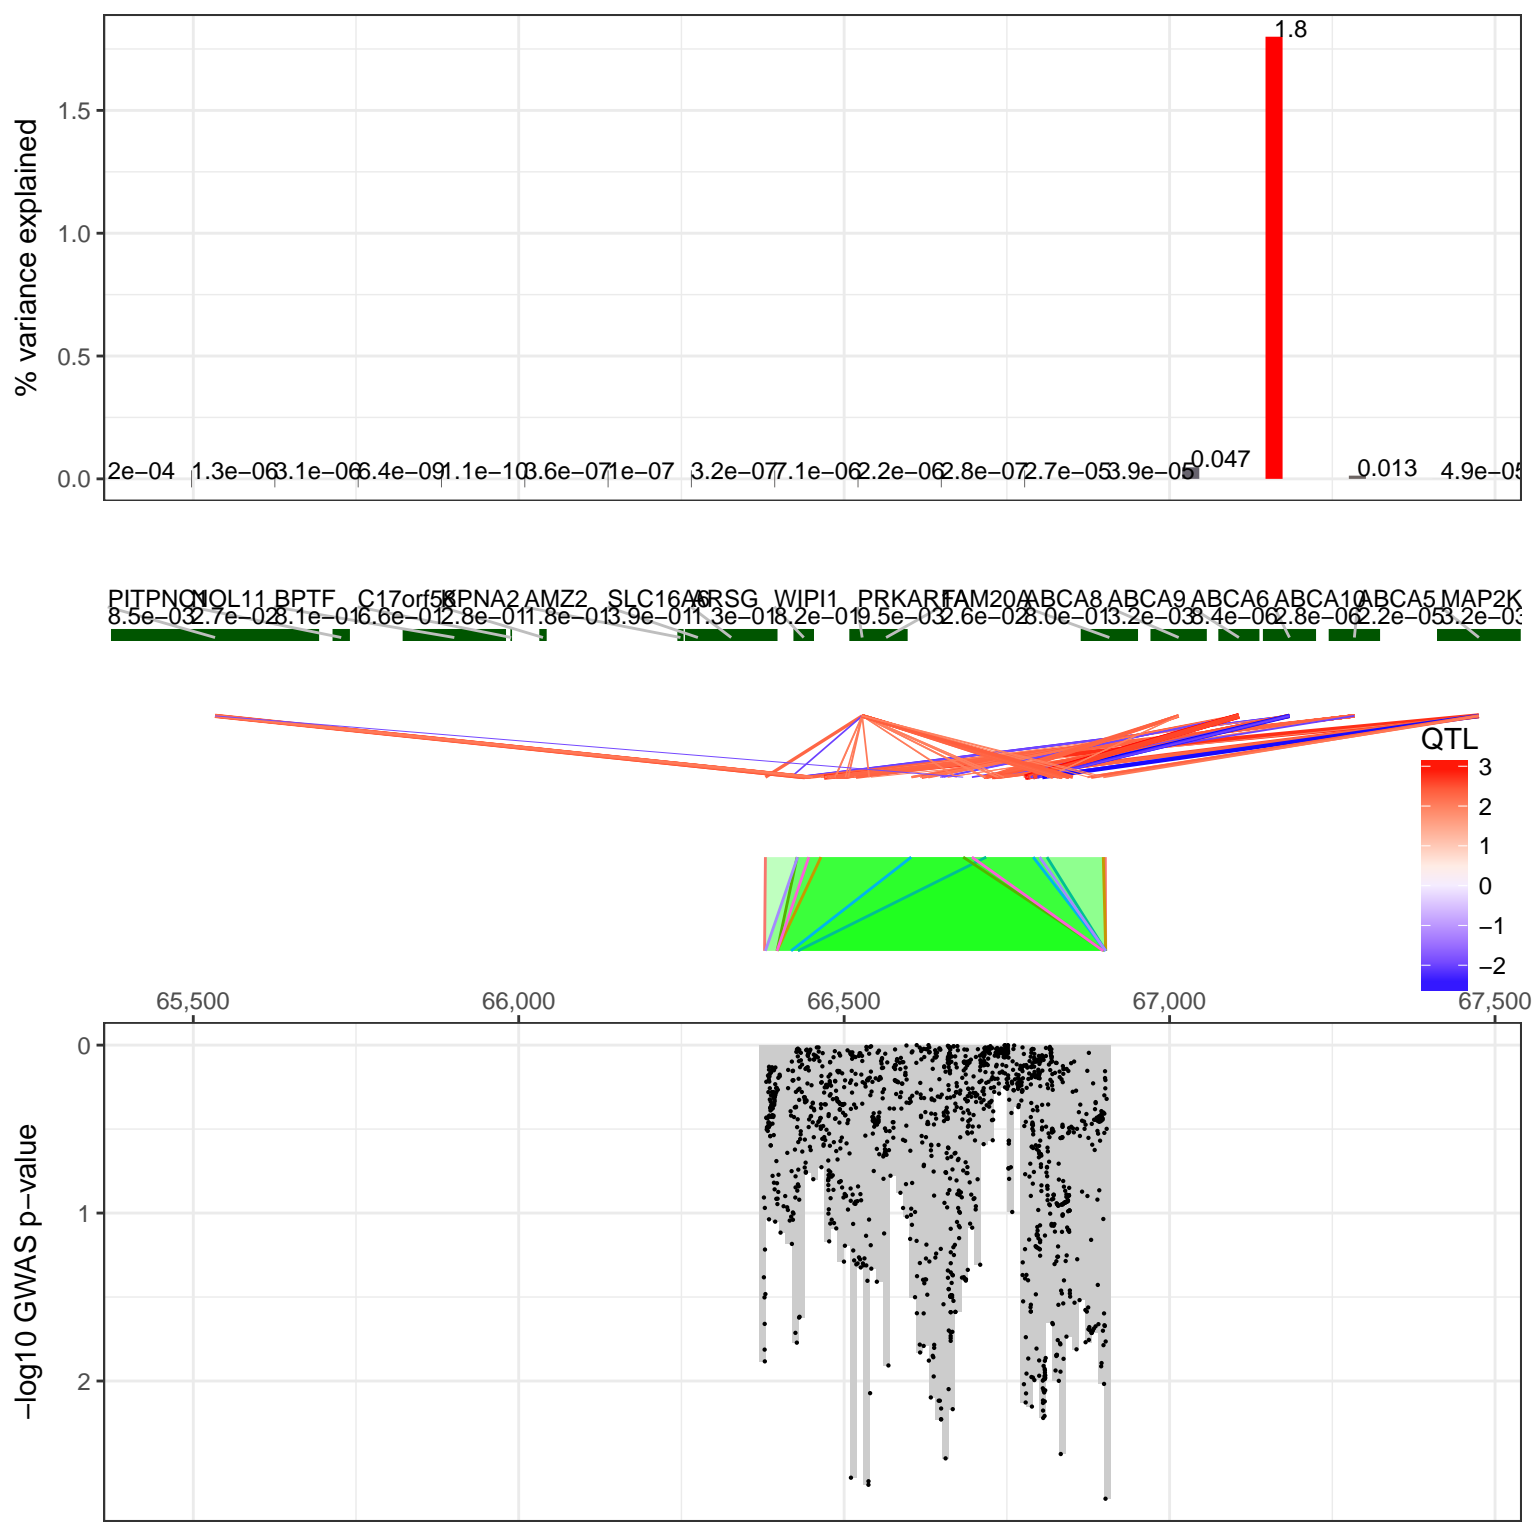 1.8
% variance explained
1.5
1.0
0.5
0.0
2e−04 1.3e−06 3.1e−06 6.4e−09 1.1e−10 3.6e−07 1e−07 3.2e−07 7.1e−06 2.2e−06 2.8e−07 2.7e−05 3.9e−05 0.047 0.013 4.9e−05
NOL11 BPTF KPNA2 AMZ2 ARSG WIPI1 FAM20A ABCA8 ABCA9 ABCA6 ABCA10 ABCA5 MAP2K
8.5e−03 2.7e−02 8.1e−01 6.6e−01 2.8e−01 1.8e−01 3.9e−01 1.3e−01 8.2e−01 9.5e−03 2.6e−02 8.0e−01 3.2e−03 8.4e−06 2.8e−06 2.2e−05 3.2e−03
QTL
3
2
1
0
−1
−2
65,500 66,000 66,500 67,000 67,500
−log10 GWAS p−value
0
1
2